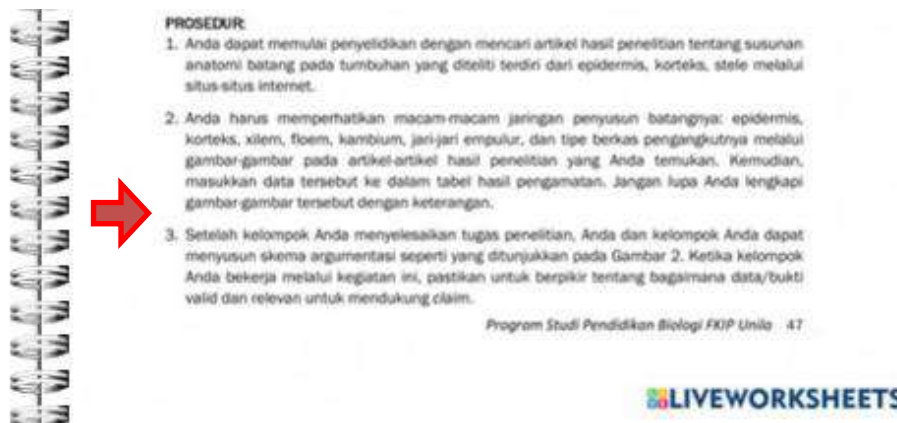 PROSEDUR:
1. Anda dapat memulai penyelidikan dengan mencari artikel hasil penelitian tentang susunan
anatomi batang pada tumbuhan yang diteliti terdiri dari epidermis, korteks, stele melalui
situs-situs internet.
2. Anda harus memperhatikan macam-macam jaringan penyusun batangnya: epidermis,
korteks, xilem, floem, kambium, jari-jari empulur, dan tipe berkas pengangkutnya melalui
gambar-gambar pada artikel-artikel hasil penelitian yang Anda temukan. Kemudian,
masukkan data tersebut ke dalam tabel hasil pengamatan. Jangan lupa Anda lengkapi
gambar-gambar tersebut dengan keterangan.
3. Setelah kelompok Anda menyelesaikan tugas penelitian, Anda dan kelompok Anda dapat
menyusun skema argumentasi seperti yang ditunjukkan pada Gambar 2. Ketika kelompok
Anda bekerja melalui kegiatan ini, pastikan untuk berpikir tentang bagaimana data/bukti
valid dan relevan untuk mendukung claim.
Program Studi Pendidikan Biologi FKIP Unila 47
LIVEWORKSHEETS